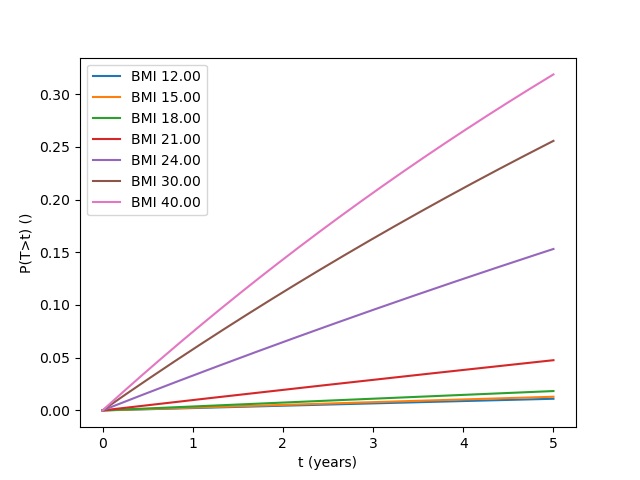 BMI 12.00
BMI 15.00
BMI 18.00
BMI 21.00
BMI 24.00
BMI 30.00
BMI 40.00
P(T>t) ()
0.30
0.25
0.20
0.15
0.10
0.05
0.00
0 1 2 3 4 5
t (years)